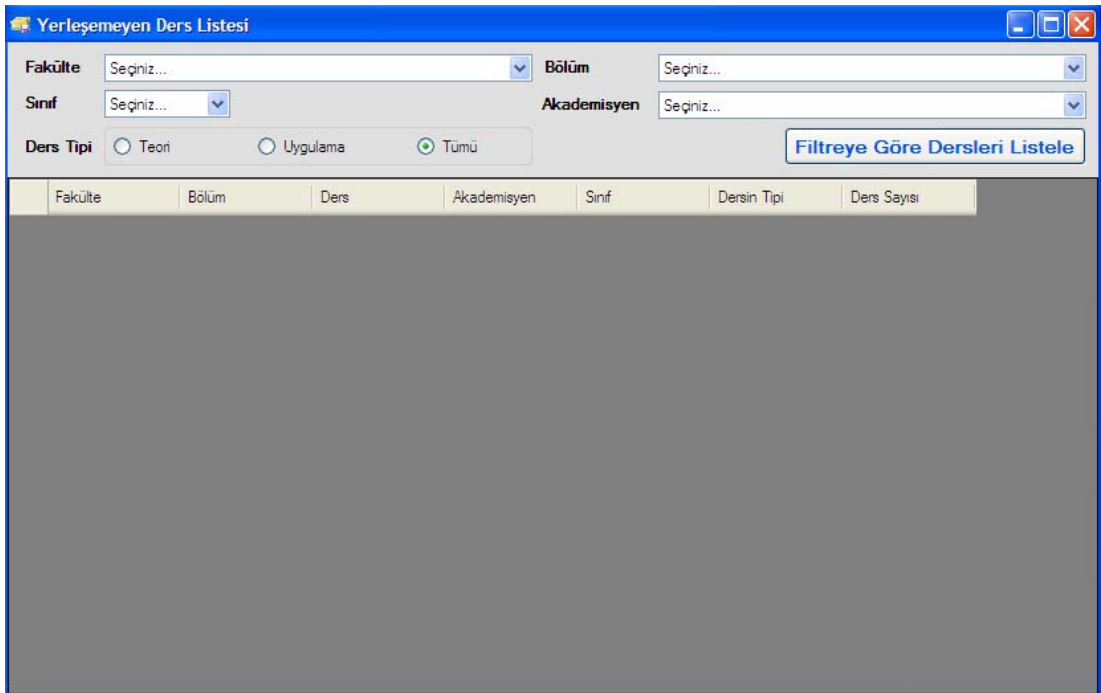 Yerleşemeyen Ders Listesi
Fakülte Seçiniz... Bölüm Seçiniz...
Sınıf Seçiniz... Akademisyen Seçiniz...
Ders Tipi Teori Uygulama Tümü Filtreye Göre Dersleri Listele
Fakülte Bölüm Ders Akademisyen Sınıf Dersin Tipi Ders Sayısı